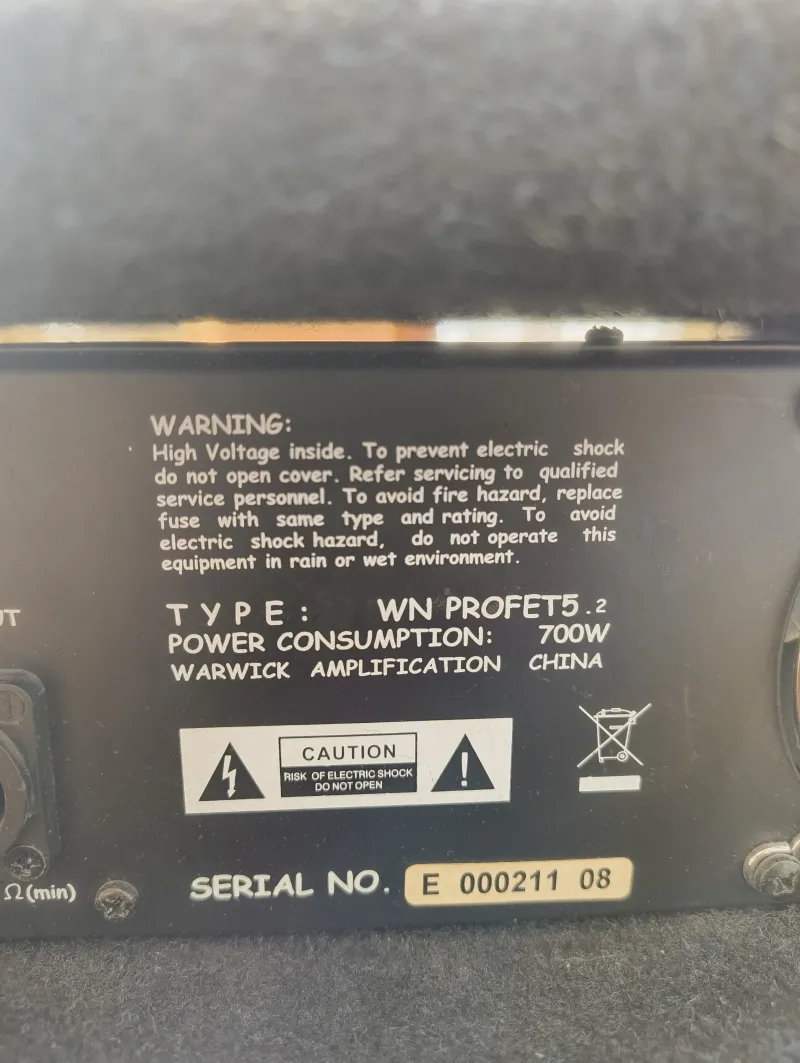 WARNING:
High Voltage inside. To prevent electric shock
do not open cover. Refer servicing to qualified
service personnel. To avoid fire hazard, replace
fuse with same type and rating. To avoid
electric shock hazard, do not operate this
equipment in rain or wet environment.
UT
TYPE: WN PROFET5.2
POWER CONSUMPTION: 700W
WARWICK AMPLIFICATION CHINA
CAUTION
RISK OF ELECTRIC SHOCK
DO NOT OPEN
Ω(min)
SERIAL NO. E 000211 08